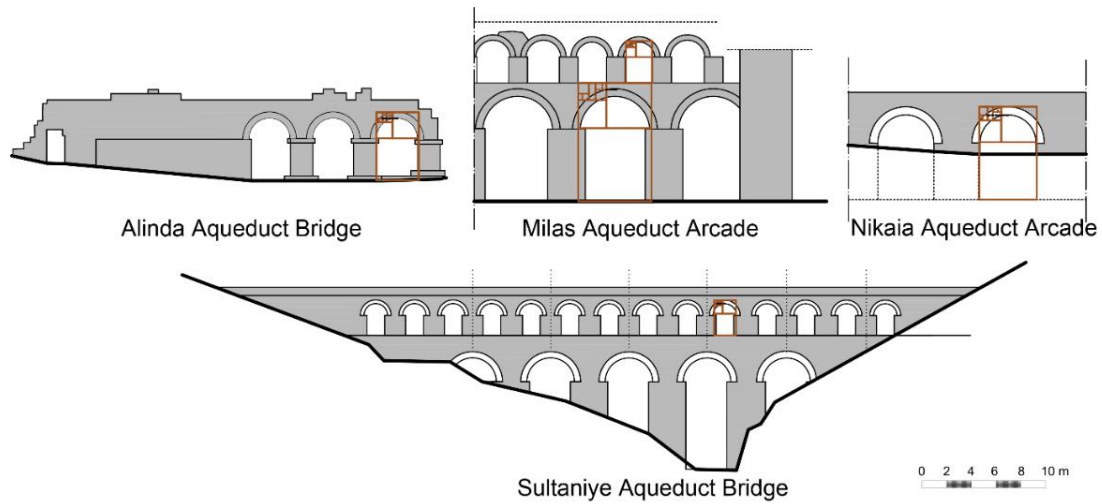 Alinda Aqueduct Bridge
Milas Aqueduct Arcade
Nikaia Aqueduct Arcade
Sultaniye Aqueduct Bridge
0 2 4 6 8 10 m